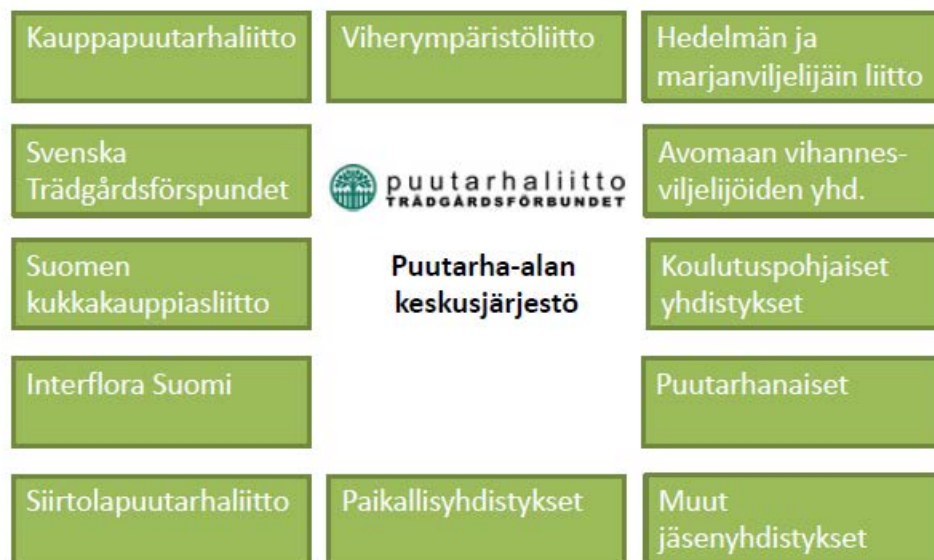 Kauppapuutarhaliitto
Viherympäristöliitto
Hedelmän ja
marjanviljelijäin liitto
Svenska
Trädgårdsförspundet
puutarhaliitto
TRÄDGÅRDSFÖRBUNDET
Avomaan vihannes-
viljelijöiden yhd.
Suomen
kukkakauppiasliitto
Puutarha-alan
keskusjärjestö
Koulutuspohjaiset
yhdistykset
Interflora Suomi
Puutarhanaiset
Siirtolapuutarhaliitto
Paikallisyhdistykset
Muut
jäsenyhdistykset